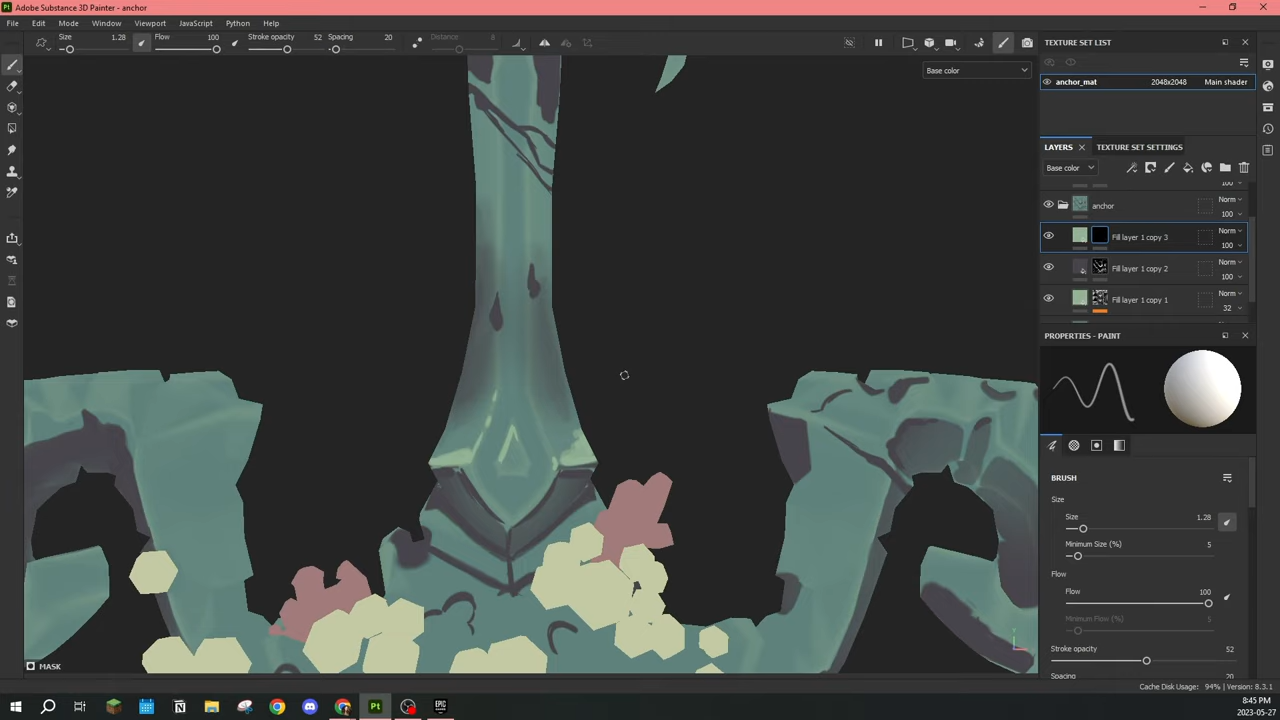 Adobe Substance 3D Painter - anchor
File Edit Mode Window Viewport JavaScript Python Help
Size 1.28 Flow 100 Stroke opacity 52 Spacing 20 Distance 8
Base color
TEXTURE SET LIST
anchor_mat 2048x2048 Main shader
LAYERS TEXTURE SET SETTINGS
Base color
100
anchor Norm
100
Fill layer 1 copy 3 Norm
100
Fill layer 1 copy 2 Norm
100
Fill layer 1 copy 1 Norm
32
PROPERTIES - PAINT
BRUSH
Size
Size 1.28
Minimum Size (%) 5
Flow
Flow 100
Minimum Flow (%) 5
Stroke opacity 52
Spacing 20
MASK
Cache Disk Usage: 94% | Version: 8.3.1
8:45 PM
2023-05-27